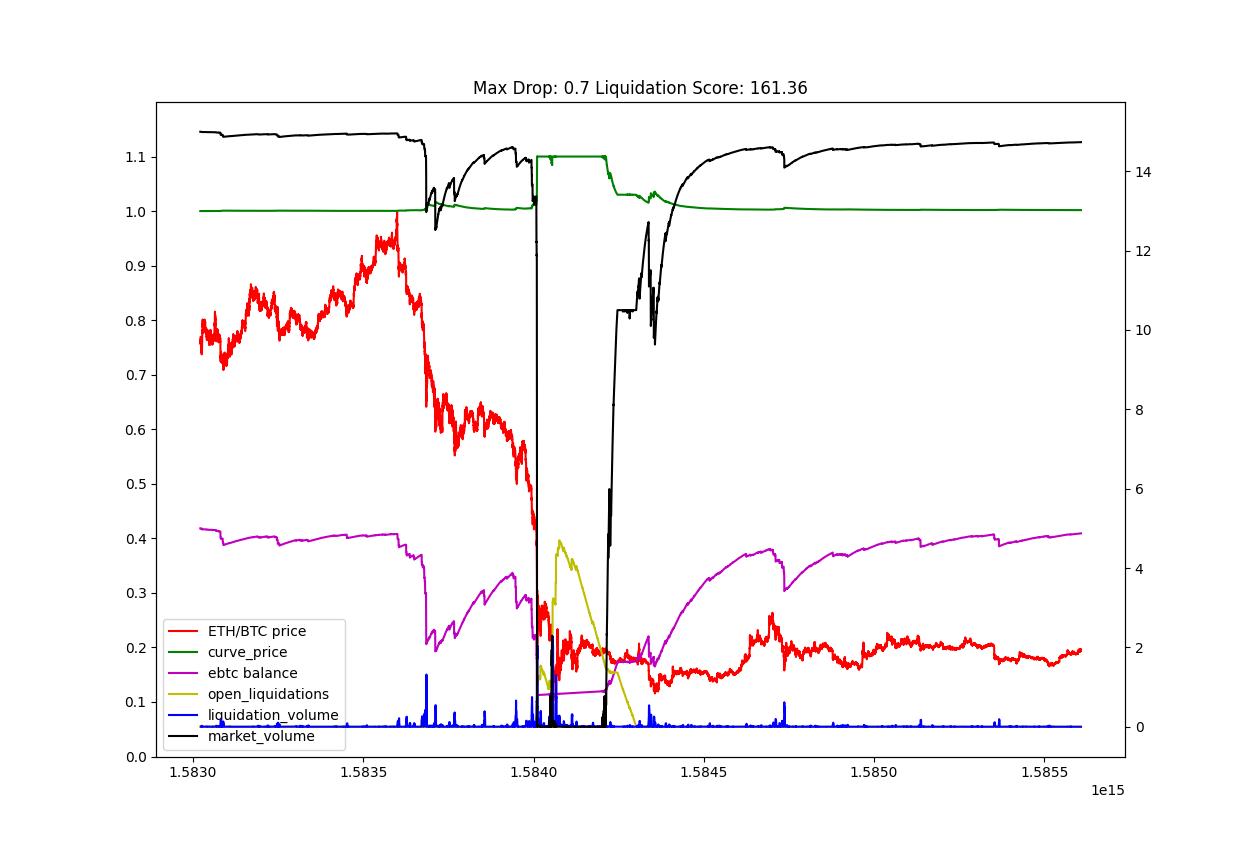 Max Drop: 0.7 Liquidation Score: 161.36
1.1
1.0
0.9
0.8
0.7
0.6
0.5
0.4
0.3
0.2
0.1
0.0
14
12
10
8
6
4
2
0
ETH/BTC price
curve_price
ebtc balance
open_liquidations
liquidation_volume
market_volume
1.5830 1.5835 1.5840 1.5845 1.5850 1.5855
1e15